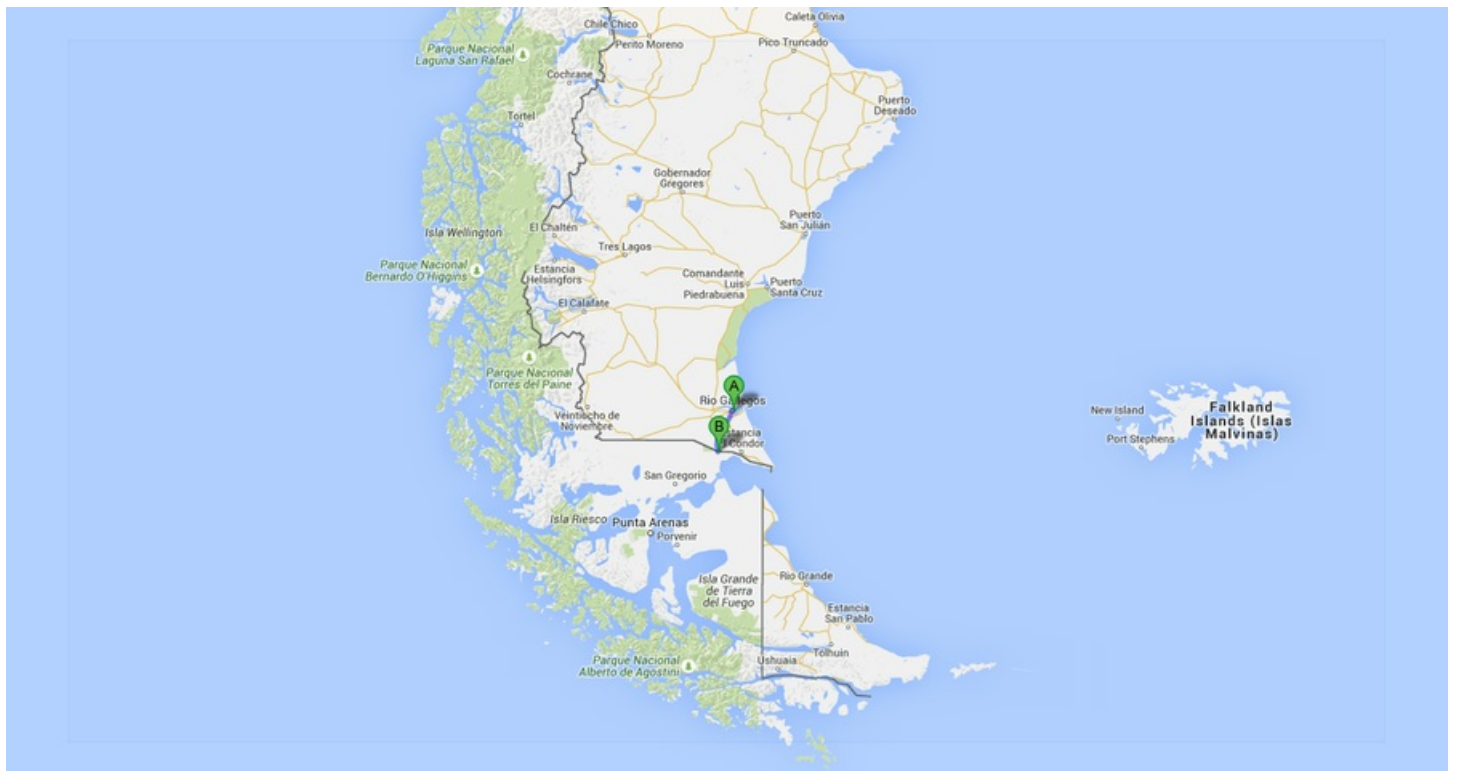 Caleta Olivia
Chile Chico
Perito Moreno
Pico Truncado
Parque Nacional
Laguna San Rafael
Cochrane
Puerto
Deseado
Tortel
Gobernador
Gregores
Puerto
San Julián
Isla Wellington
El Chaltén
Tres Lagos
Parque Nacional
Bernardo O'Higgins
Estancia
Helsingfors
Comandante
Luis
Piedrabuena
Puerto
Santa Cruz
El Calafate
Parque Nacional
Torres del Paine
A
Rio Gallegos
New Island
Falkland
Islands (Islas
Malvinas)
Veintiocho de
Noviembre
B
Port Stephens
San Gregorio
Isla Riesco
Punta Arenas
Porvenir
Isla Grande
de Tierra
del Fuego
Rio Grande
Estancia
San Pablo
Tolhuin
Parque Nacional
Alberto de Agostini
Ushuaia